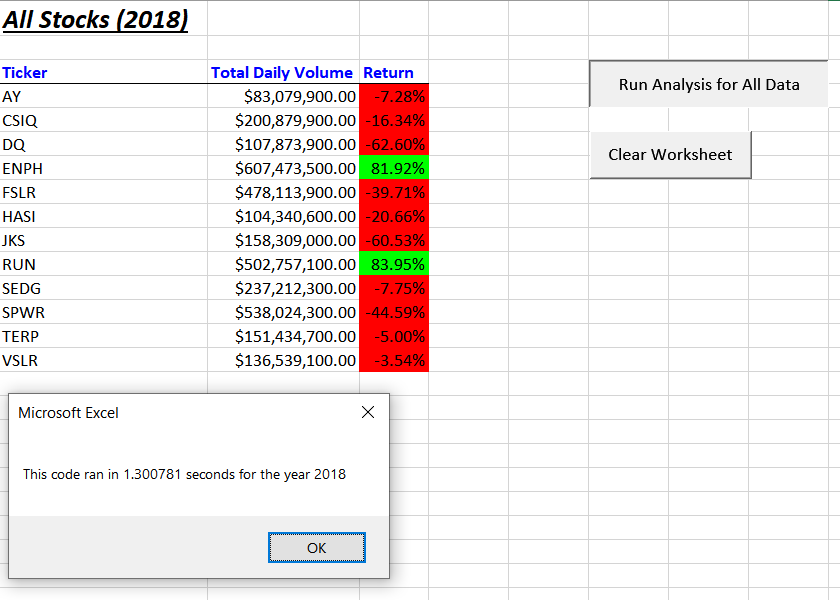 All Stocks (2018)
Ticker Total Daily Volume Return
AY $83,079,900.00 -7.28%
CSIQ $200,879,900.00 -16.34%
DQ $107,873,900.00 -62.60%
ENPH $607,473,500.00 81.92%
FSLR $478,113,900.00 -39.71%
HASI $104,340,600.00 -20.66%
JKS $158,309,000.00 -60.53%
RUN $502,757,100.00 83.95%
SEDG $237,212,300.00 -7.75%
SPWR $538,024,300.00 -44.59%
TERP $151,434,700.00 -5.00%
VSLR $136,539,100.00 -3.54%
Run Analysis for All Data
Clear Worksheet
Microsoft Excel
This code ran in 1.300781 seconds for the year 2018
OK